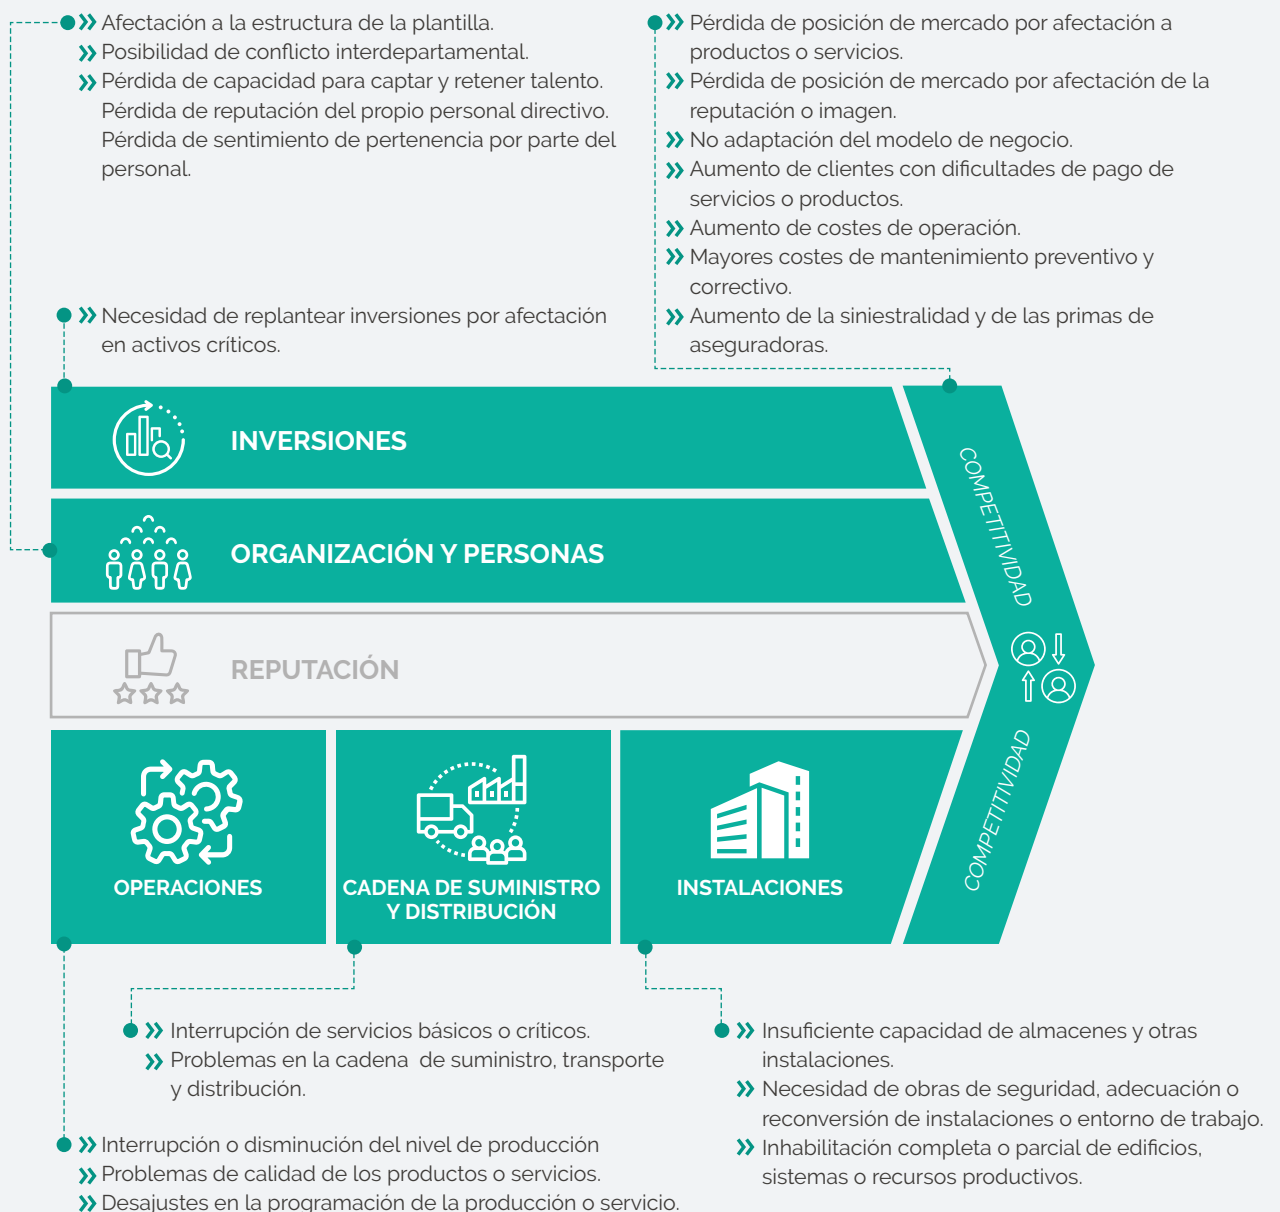 Afectación a la estructura de la plantilla.
Posibilidad de conflicto interdepartamental.
Pérdida de capacidad para captar y retener talento.
Pérdida de reputación del propio personal directivo.
Pérdida de sentimiento de pertenencia por parte del
personal.
Pérdida de posición de mercado por afectación a
productos o servicios.
Pérdida de posición de mercado por afectación de la
reputación o imagen.
No adaptación del modelo de negocio.
Aumento de clientes con dificultades de pago de
servicios o productos.
Aumento de costes de operación.
Mayores costes de mantenimiento preventivo y
correctivo.
Aumento de la siniestralidad y de las primas de
aseguradoras.
Necesidad de replantear inversiones por afectación
en activos críticos.
INVERSIONES
ORGANIZACIÓN Y PERSONAS
REPUTACIÓN
COMPETITIVIDAD
COMPETITIVIDAD
OPERACIONES
CADENA DE SUMINISTRO
Y DISTRIBUCIÓN
INSTALACIONES
Interrupción de servicios básicos o críticos.
Problemas en la cadena de suministro, transporte
y distribución.
Insuficiente capacidad de almacenes y otras
instalaciones.
Necesidad de obras de seguridad, adecuación o
reconversión de instalaciones o entorno de trabajo.
Inhabilitación completa o parcial de edificios,
sistemas o recursos productivos.
Interrupción o disminución del nivel de producción
Problemas de calidad de los productos o servicios.
Desajustes en la programación de la producción o servicio.